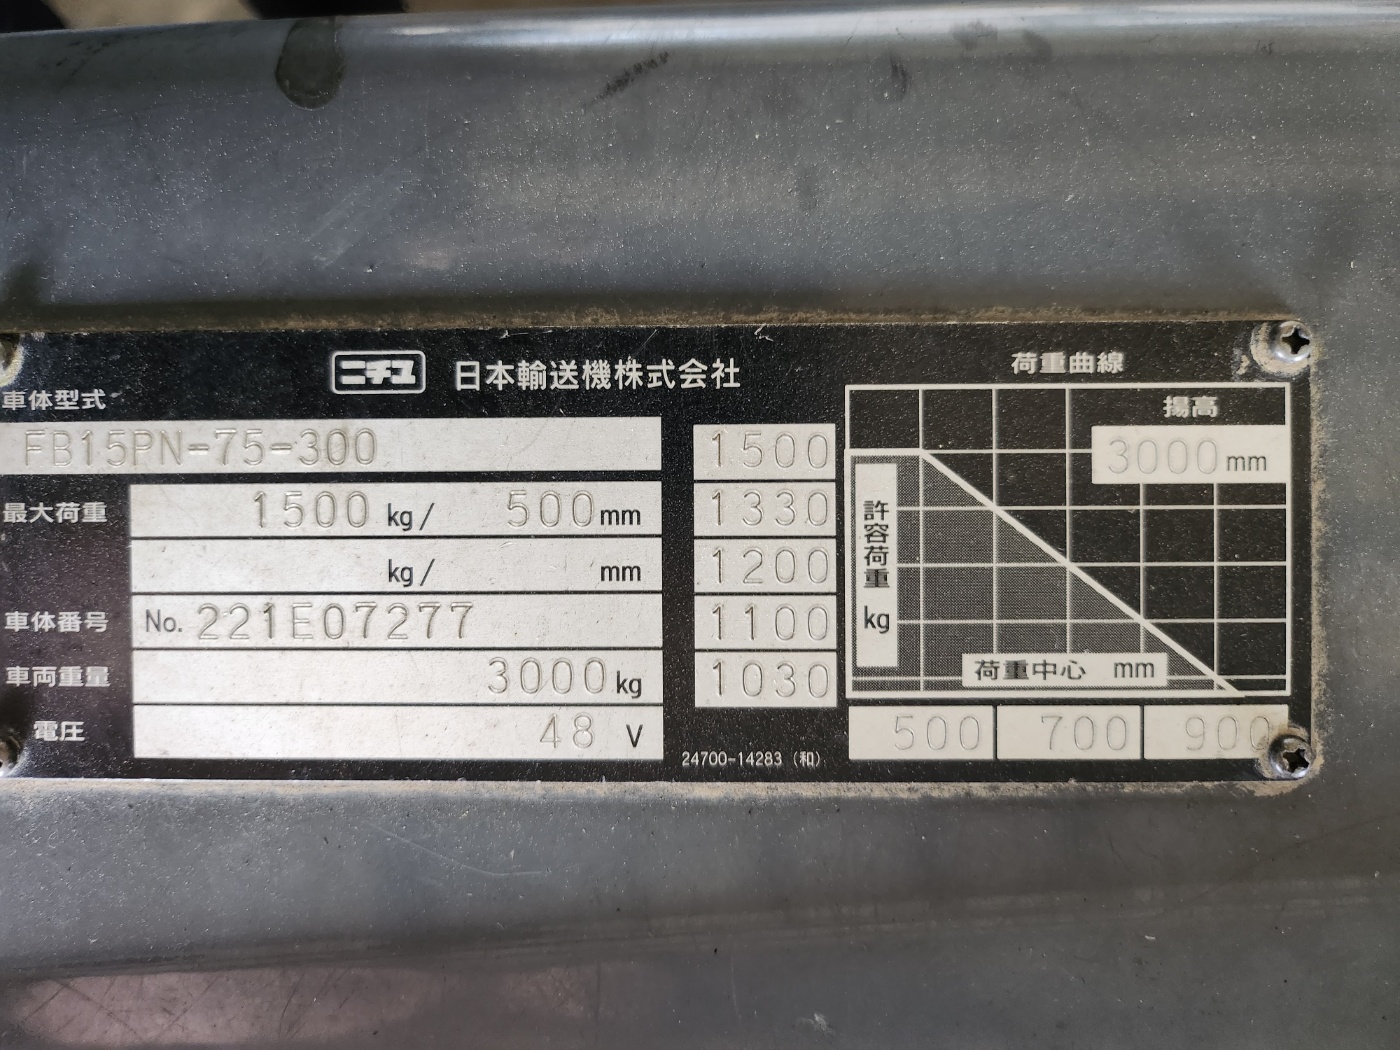 ニチユ 日本輸送機株式会社
車体型式
FB15PN-75-300
最大荷重 1500 kg/ 500mm
kg/ mm
車体番号 No. 221E07277
車両重量 3000kg
電圧 48 V
1500
1330
1200
1100
1030
24700-14283 (和)
荷重曲線
揚高
3000mm
許容荷重 kg
荷重中心 mm
500 700 900